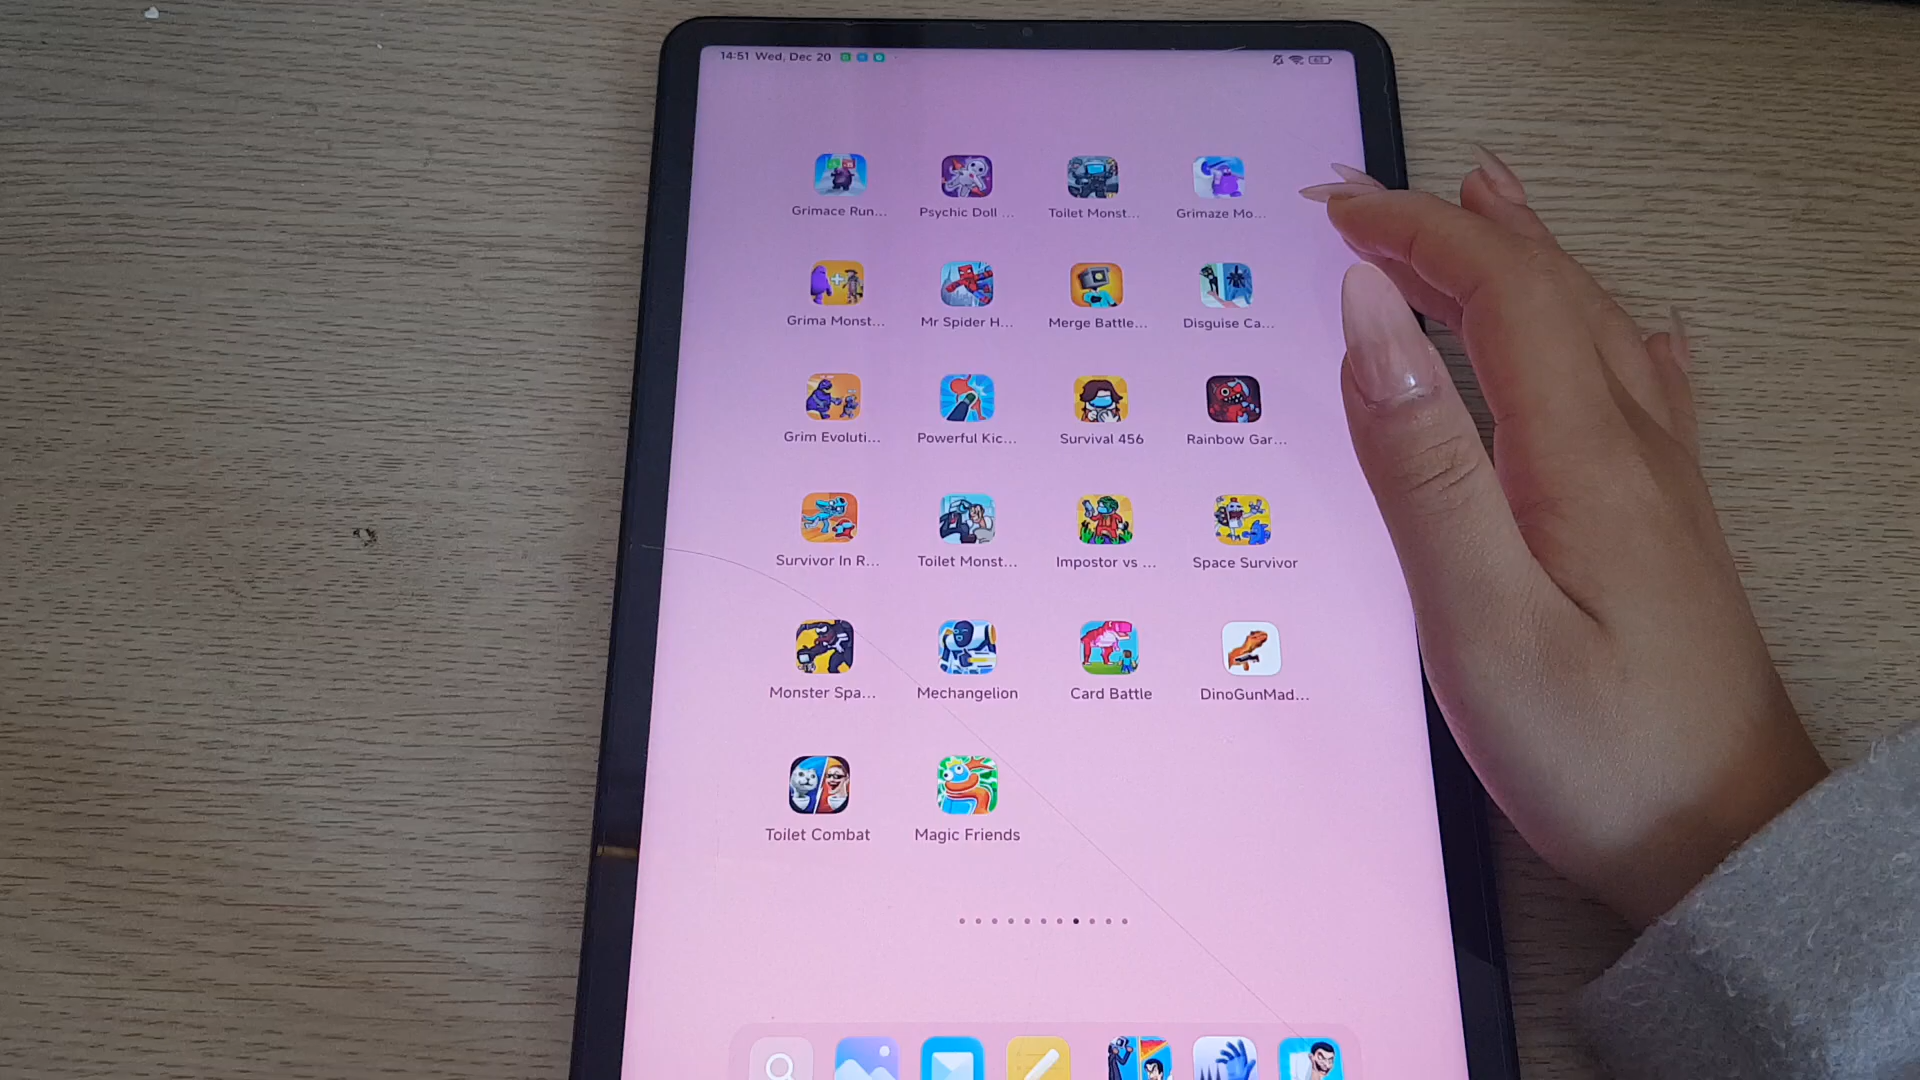 14:51 Wed, Dec 20
Grimace Run... Psychic Doll ... Toilet Monst... Grimaze Mo...
Grima Monst... Mr Spider H... Merge Battle... Disguise Ca...
Grim Evoluti... Powerful Kic... Survival 456 Rainbow Gar...
Survivor In R... Toilet Monst... Impostor vs ... Space Survivor
Monster Spa... Mechangelion Card Battle DinoGunMad...
Toilet Combat Magic Friends